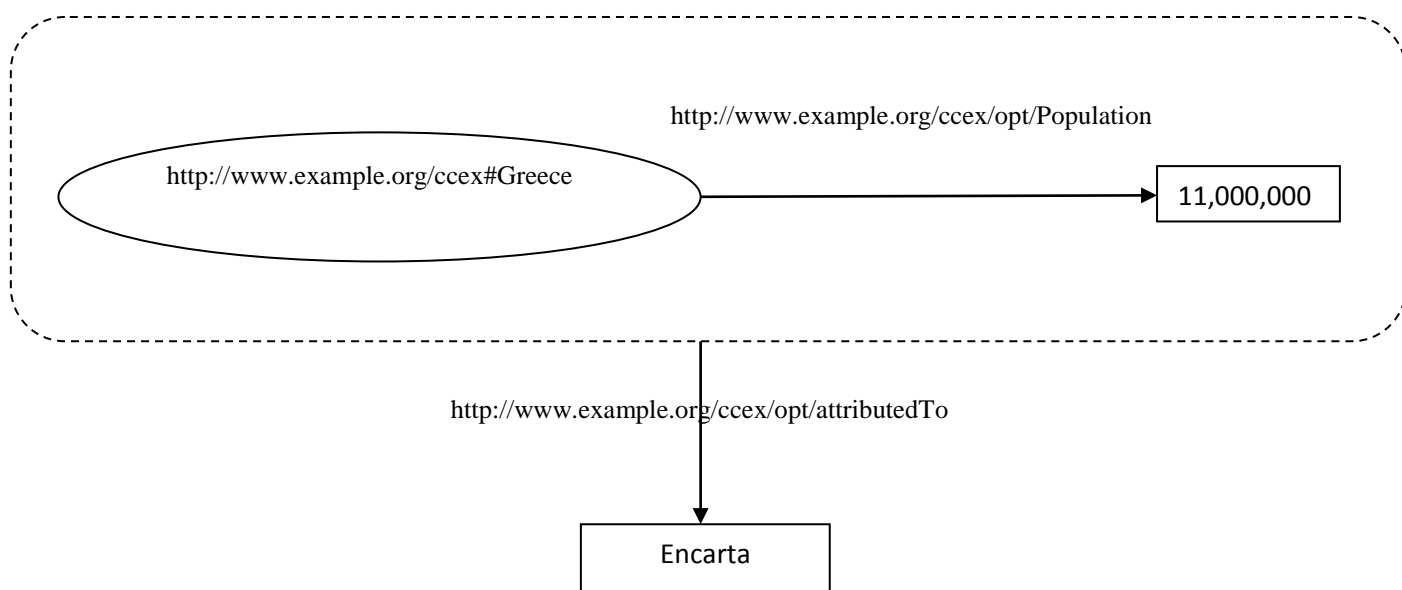 http://www.example.org/ccex/opt/Population
http://www.example.org/ccex#Greece
11,000,000
http://www.example.org/ccex/opt/attributedTo
Encarta